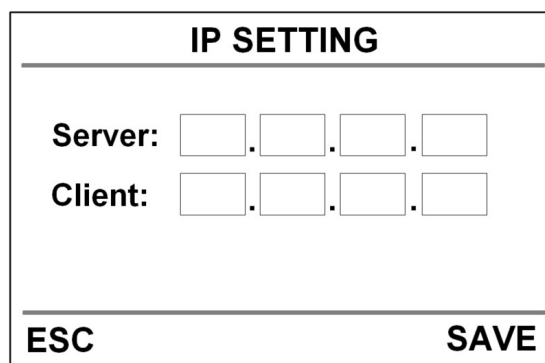 IP SETTING
Server: . . .
Client: . . .
ESC SAVE